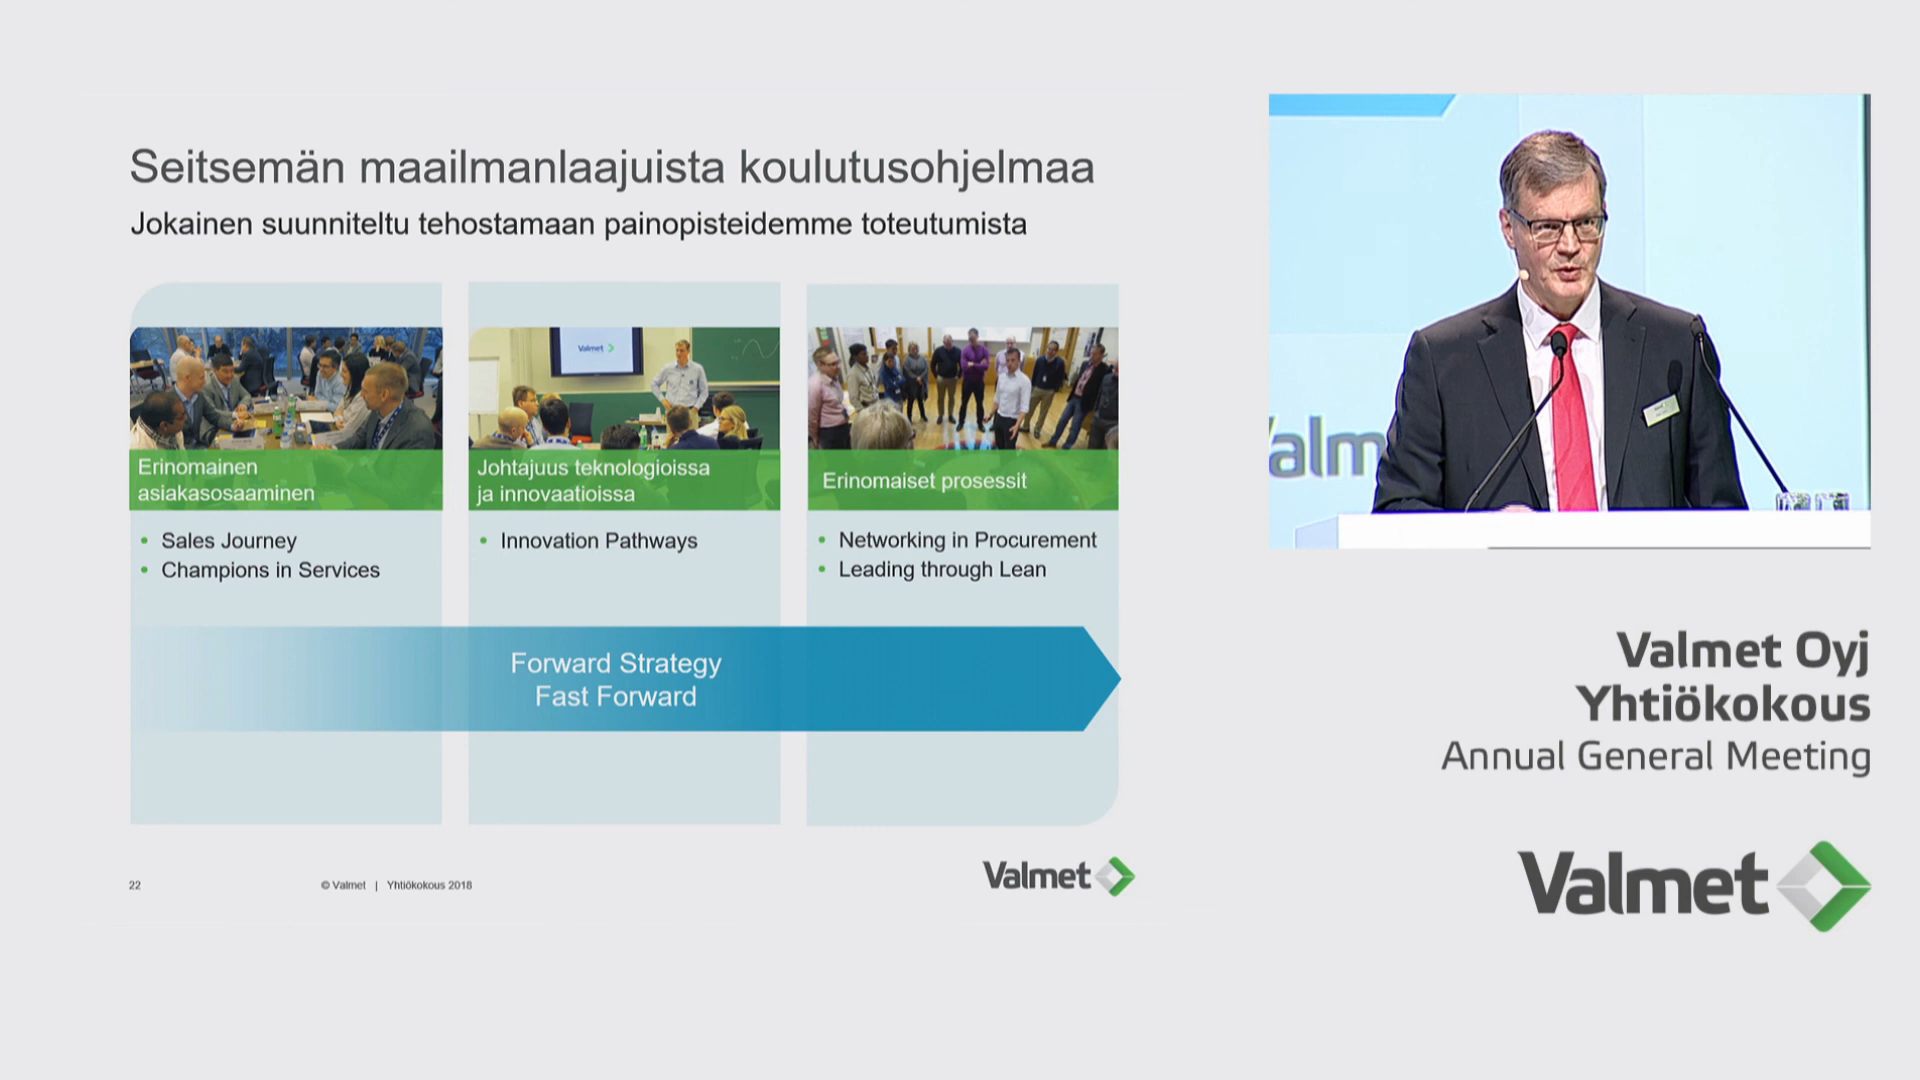 Seitsemän maailmanlaajuista koulutusohjelmaa
Jokainen suunniteltu tehostamaan painopisteidemme toteutumista
Valmet
Erinomainen
asiakasosaaminen
• Sales Journey
• Champions in Services
Johtajuus teknologioissa
ja innovaatioissa
• Innovation Pathways
Erinomaiset prosessit
• Networking in Procurement
• Leading through Lean
Forward Strategy
Fast Forward
22
© Valmet | Yhtiökokous 2018
Valmet
alm
Valmet Oyj
Yhtiökokous
Annual General Meeting
Valmet